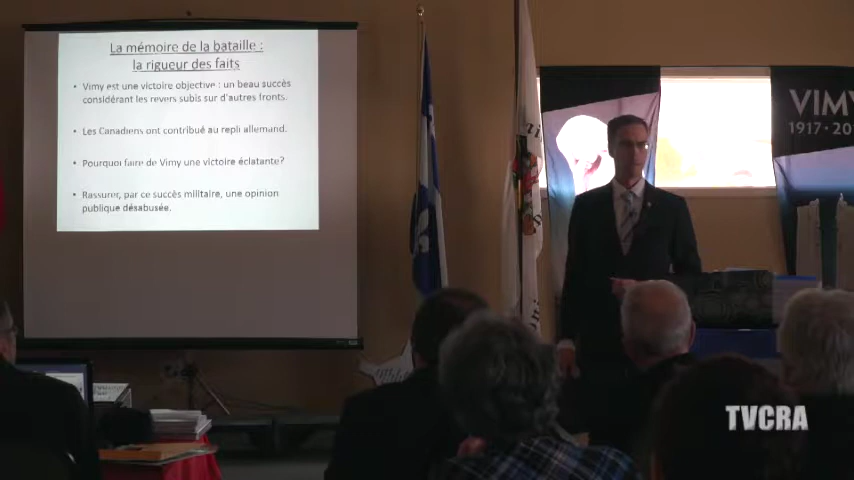 La mémoire de la bataille :
la rigueur des faits
• Vimy est une victoire objective : un beau succès
considérant les revers subis sur d'autres fronts.
• Les Canadiens ont contribué au repli allemand.
• Pourquoi faire de Vimy une victoire éclatante?
• Rassurer, par ce succès militaire, une opinion
publique désabusée.
VIMY
1917 • 20
TVCRA